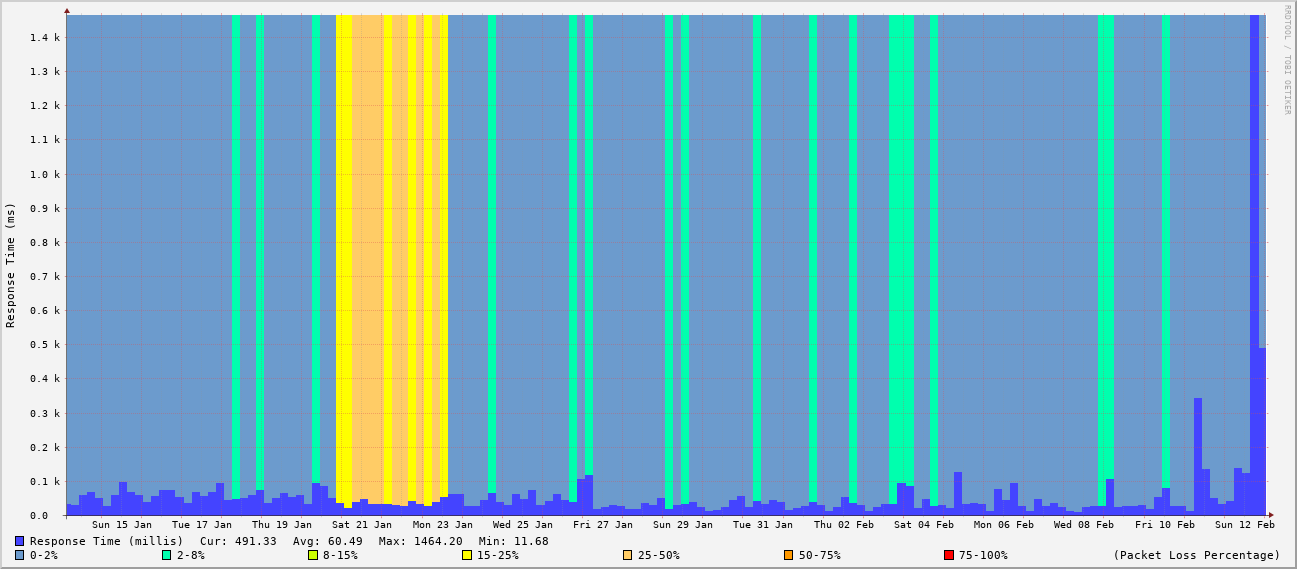 RRDTOOL / TOBI OETIKER
Response Time (ms)
1.4 k
1.3 k
1.2 k
1.1 k
1.0 k
0.9 k
0.8 k
0.7 k
0.6 k
0.5 k
0.4 k
0.3 k
0.2 k
0.1 k
0.0
Sun 15 Jan Tue 17 Jan Thu 19 Jan Sat 21 Jan Mon 23 Jan Wed 25 Jan Fri 27 Jan Sun 29 Jan Tue 31 Jan Thu 02 Feb Sat 04 Feb Mon 06 Feb Wed 08 Feb Fri 10 Feb Sun 12 Feb
Response Time (millis) Cur: 491.33 Avg: 60.49 Max: 1464.20 Min: 11.68
0-2% 2-8% 8-15% 15-25% 25-50% 50-75% 75-100% (Packet Loss Percentage)